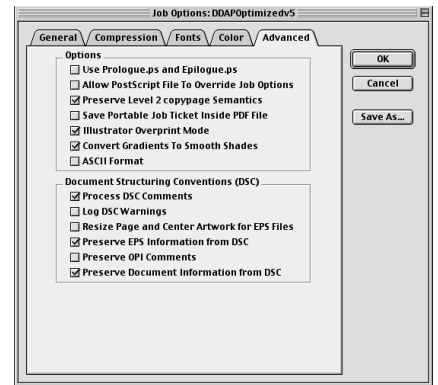 Job Options: DDAPOptimizedv5
General
Compression
Fonts
Color
Advanced
Options
Use Prologue.ps and Epilogue.ps
Allow PostScript File To Override Job Options
Preserve Level 2 copypage Semantics
Save Portable Job Ticket Inside PDF File
Illustrator Overprint Mode
Convert Gradients To Smooth Shades
ASCII Format
Document Structuring Conventions (DSC)
Process DSC Comments
Log DSC Warnings
Resize Page and Center Artwork for EPS Files
Preserve EPS Information from DSC
Preserve OPI Comments
Preserve Document Information from DSC
OK
Cancel
Save As...